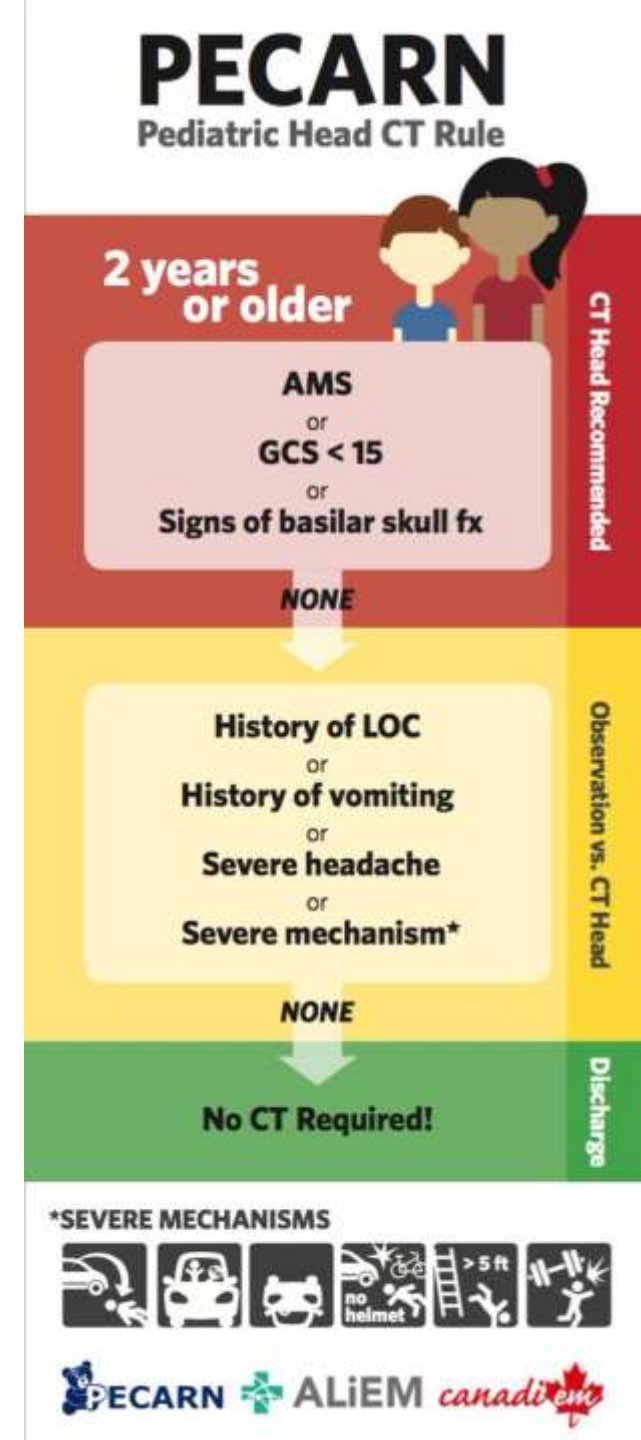 PECARN
Pediatric Head CT Rule
2 years
or older
AMS
or
GCS < 15
or
Signs of basilar skull fx
NONE
CT Head Recommended
History of LOC
or
History of vomiting
or
Severe headache
or
Severe mechanism*
NONE
Observation vs. CT Head
No CT Required!
Discharge
*SEVERE MECHANISMS
no
helmet
> 5 ft
PECARN
ALiEM
canadiem